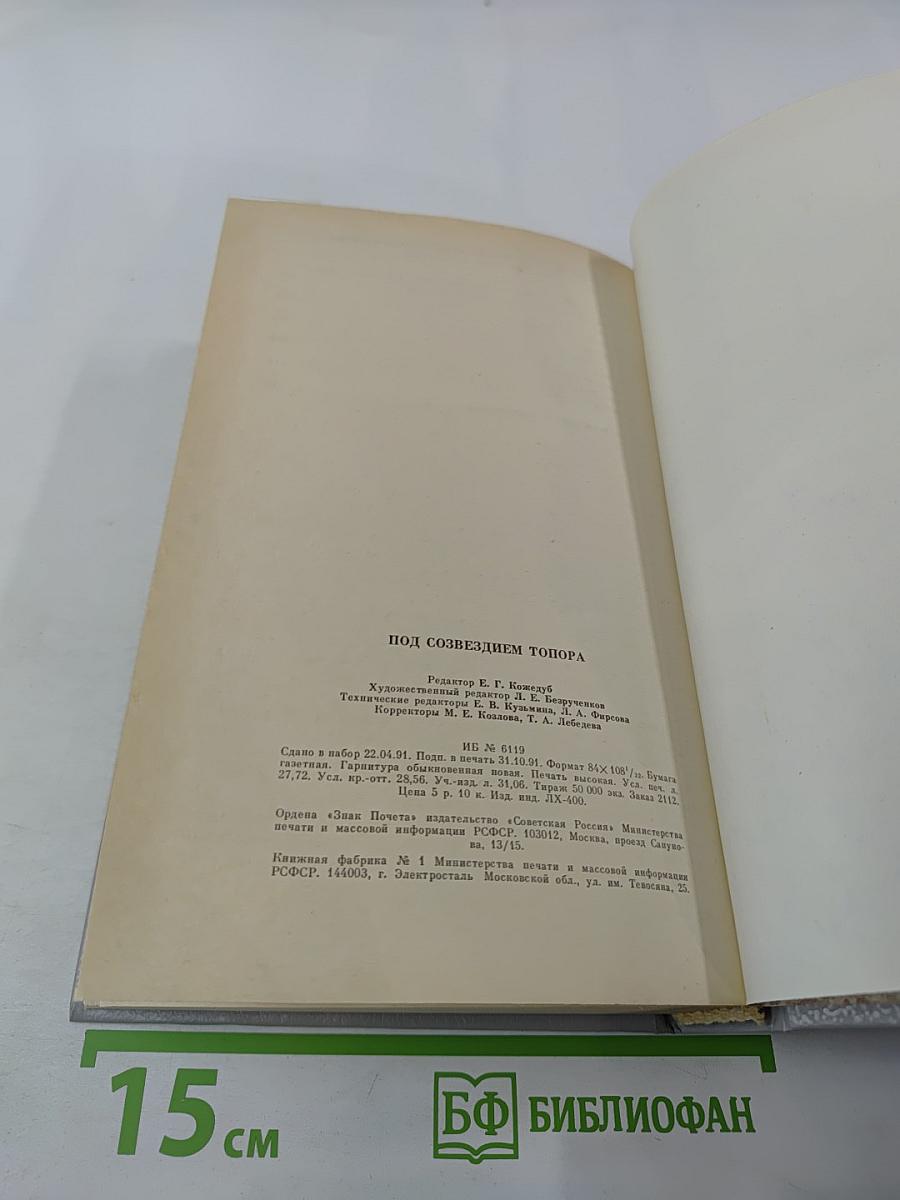 ПОД СОЗВЕЗДИЕМ ТОПОРА
Редактор Е. Г. Кожедуб
Художественный редактор Л. Е. Безрученков
Технические редакторы Е. В. Кузьмина, Л. А. Фирсова
Корректоры М. Е. Козлова, Т. А. Лебедева
ИБ № 6119
Сдано в набор 22.04.91. Подп. в печать 31.10.91. Формат 84×108¹/₃₂. Бумага
газетная. Гарнитура обыкновенная новая. Печать высокая. Усл. печ. л.
27,72. Усл. кр.-отт. 28,56. Уч.-изд. л. 31,06. Тираж 50 000 экз. Заказ 2112.
Цена 5 р. 10 к. Изд. инд. ЛХ-400.
Ордена «Знак Почета» издательство «Советская Россия» Министерства
печати и массовой информации РСФСР. 103012, Москва, проезд Сапуно-
ва, 13/15.
Книжная фабрика № 1 Министерства печати и массовой информации
РСФСР. 144003, г. Электросталь Московской обл., ул. им. Тевосяна, 25.
15 см
БФ БИБЛИОФАН